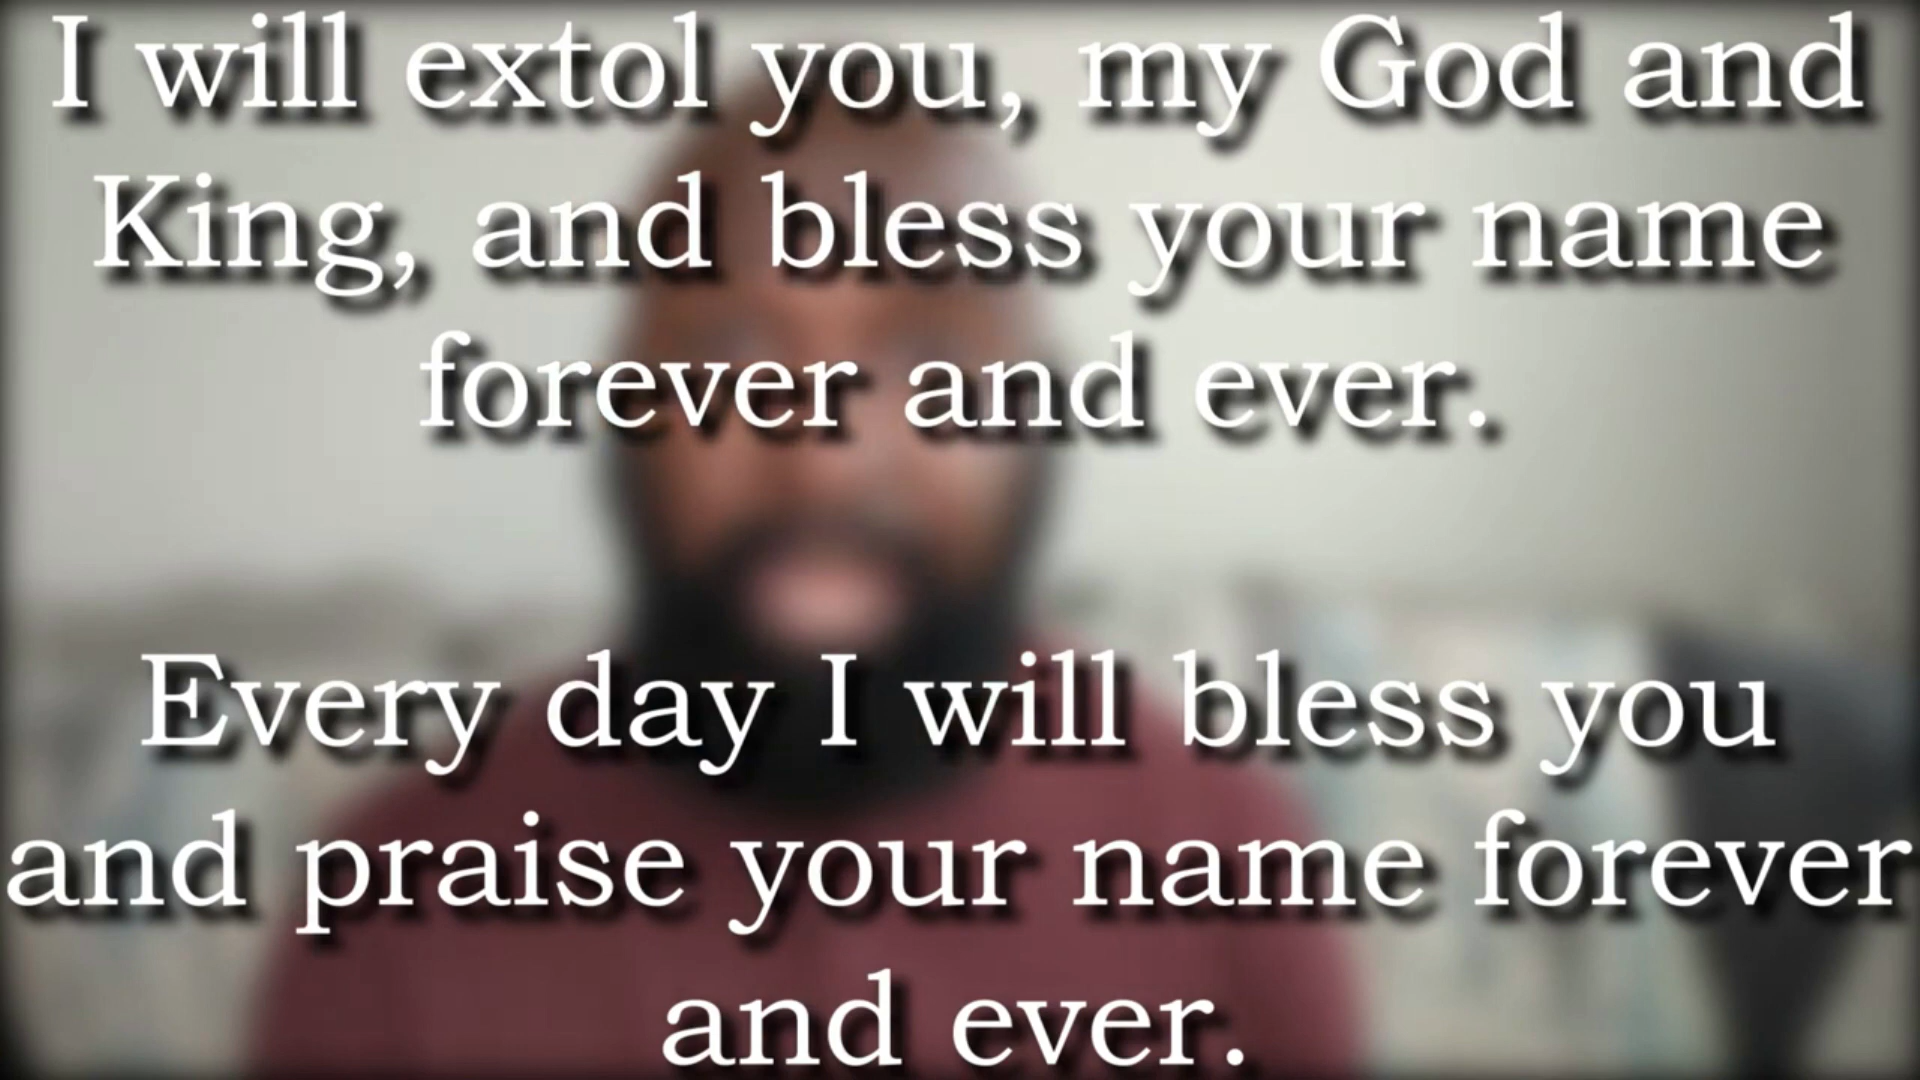 I will extol you, my God and
King, and bless your name
forever and ever.
Every day I will bless you
and praise your name forever
and ever.